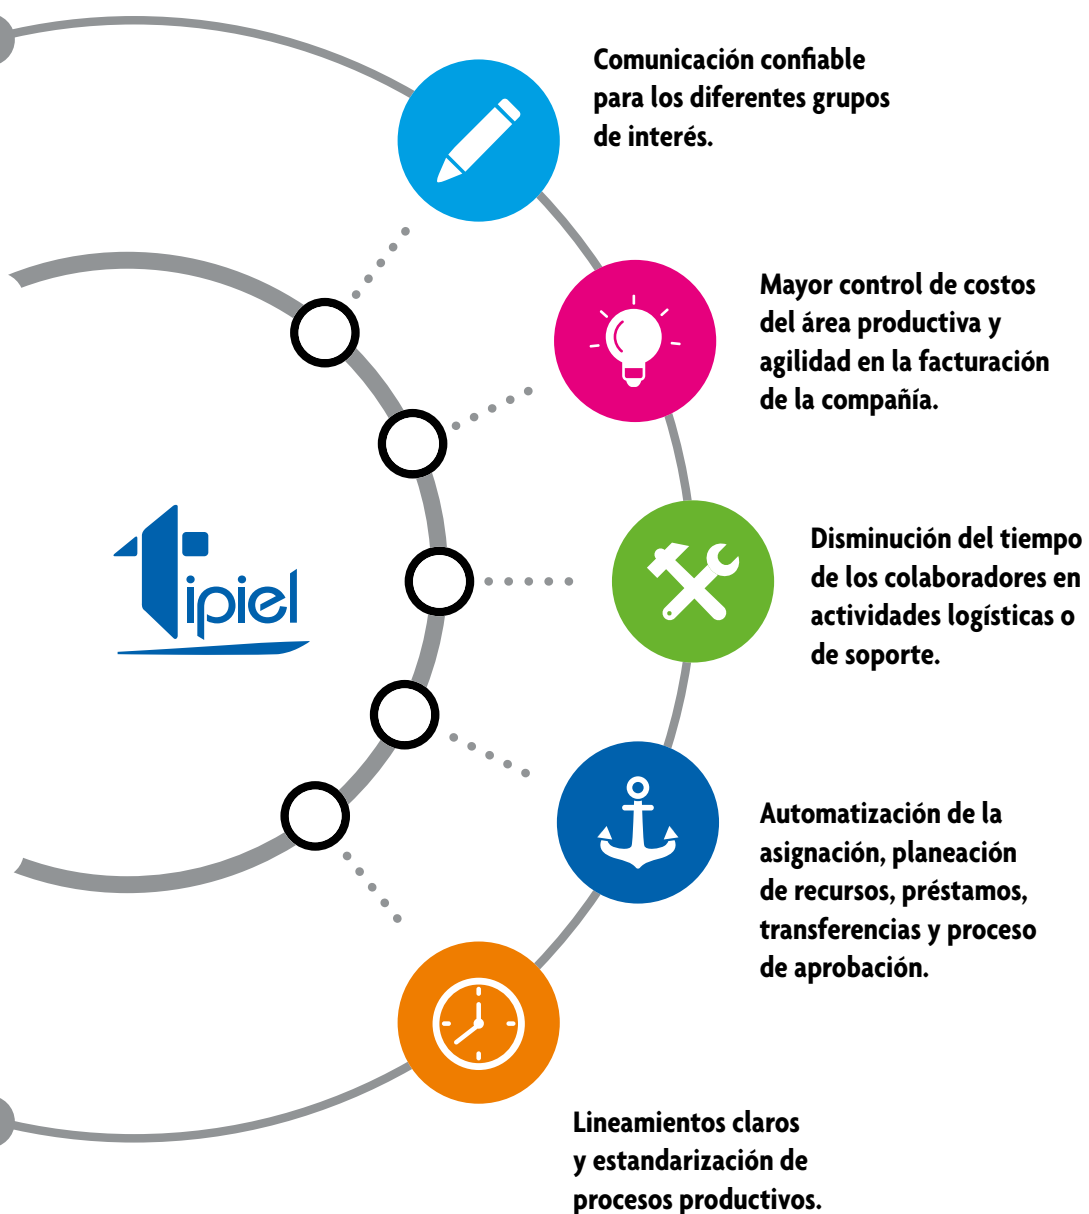 Comunicación confiable
para los diferentes grupos
de interés.
Mayor control de costos
del área productiva y
agilidad en la facturación
de la compañía.
tipiel
Disminución del tiempo
de los colaboradores en
actividades logísticas o
de soporte.
Automatización de la
asignación, planeación
de recursos, préstamos,
transferencias y proceso
de aprobación.
Lineamientos claros
y estandarización de
procesos productivos.